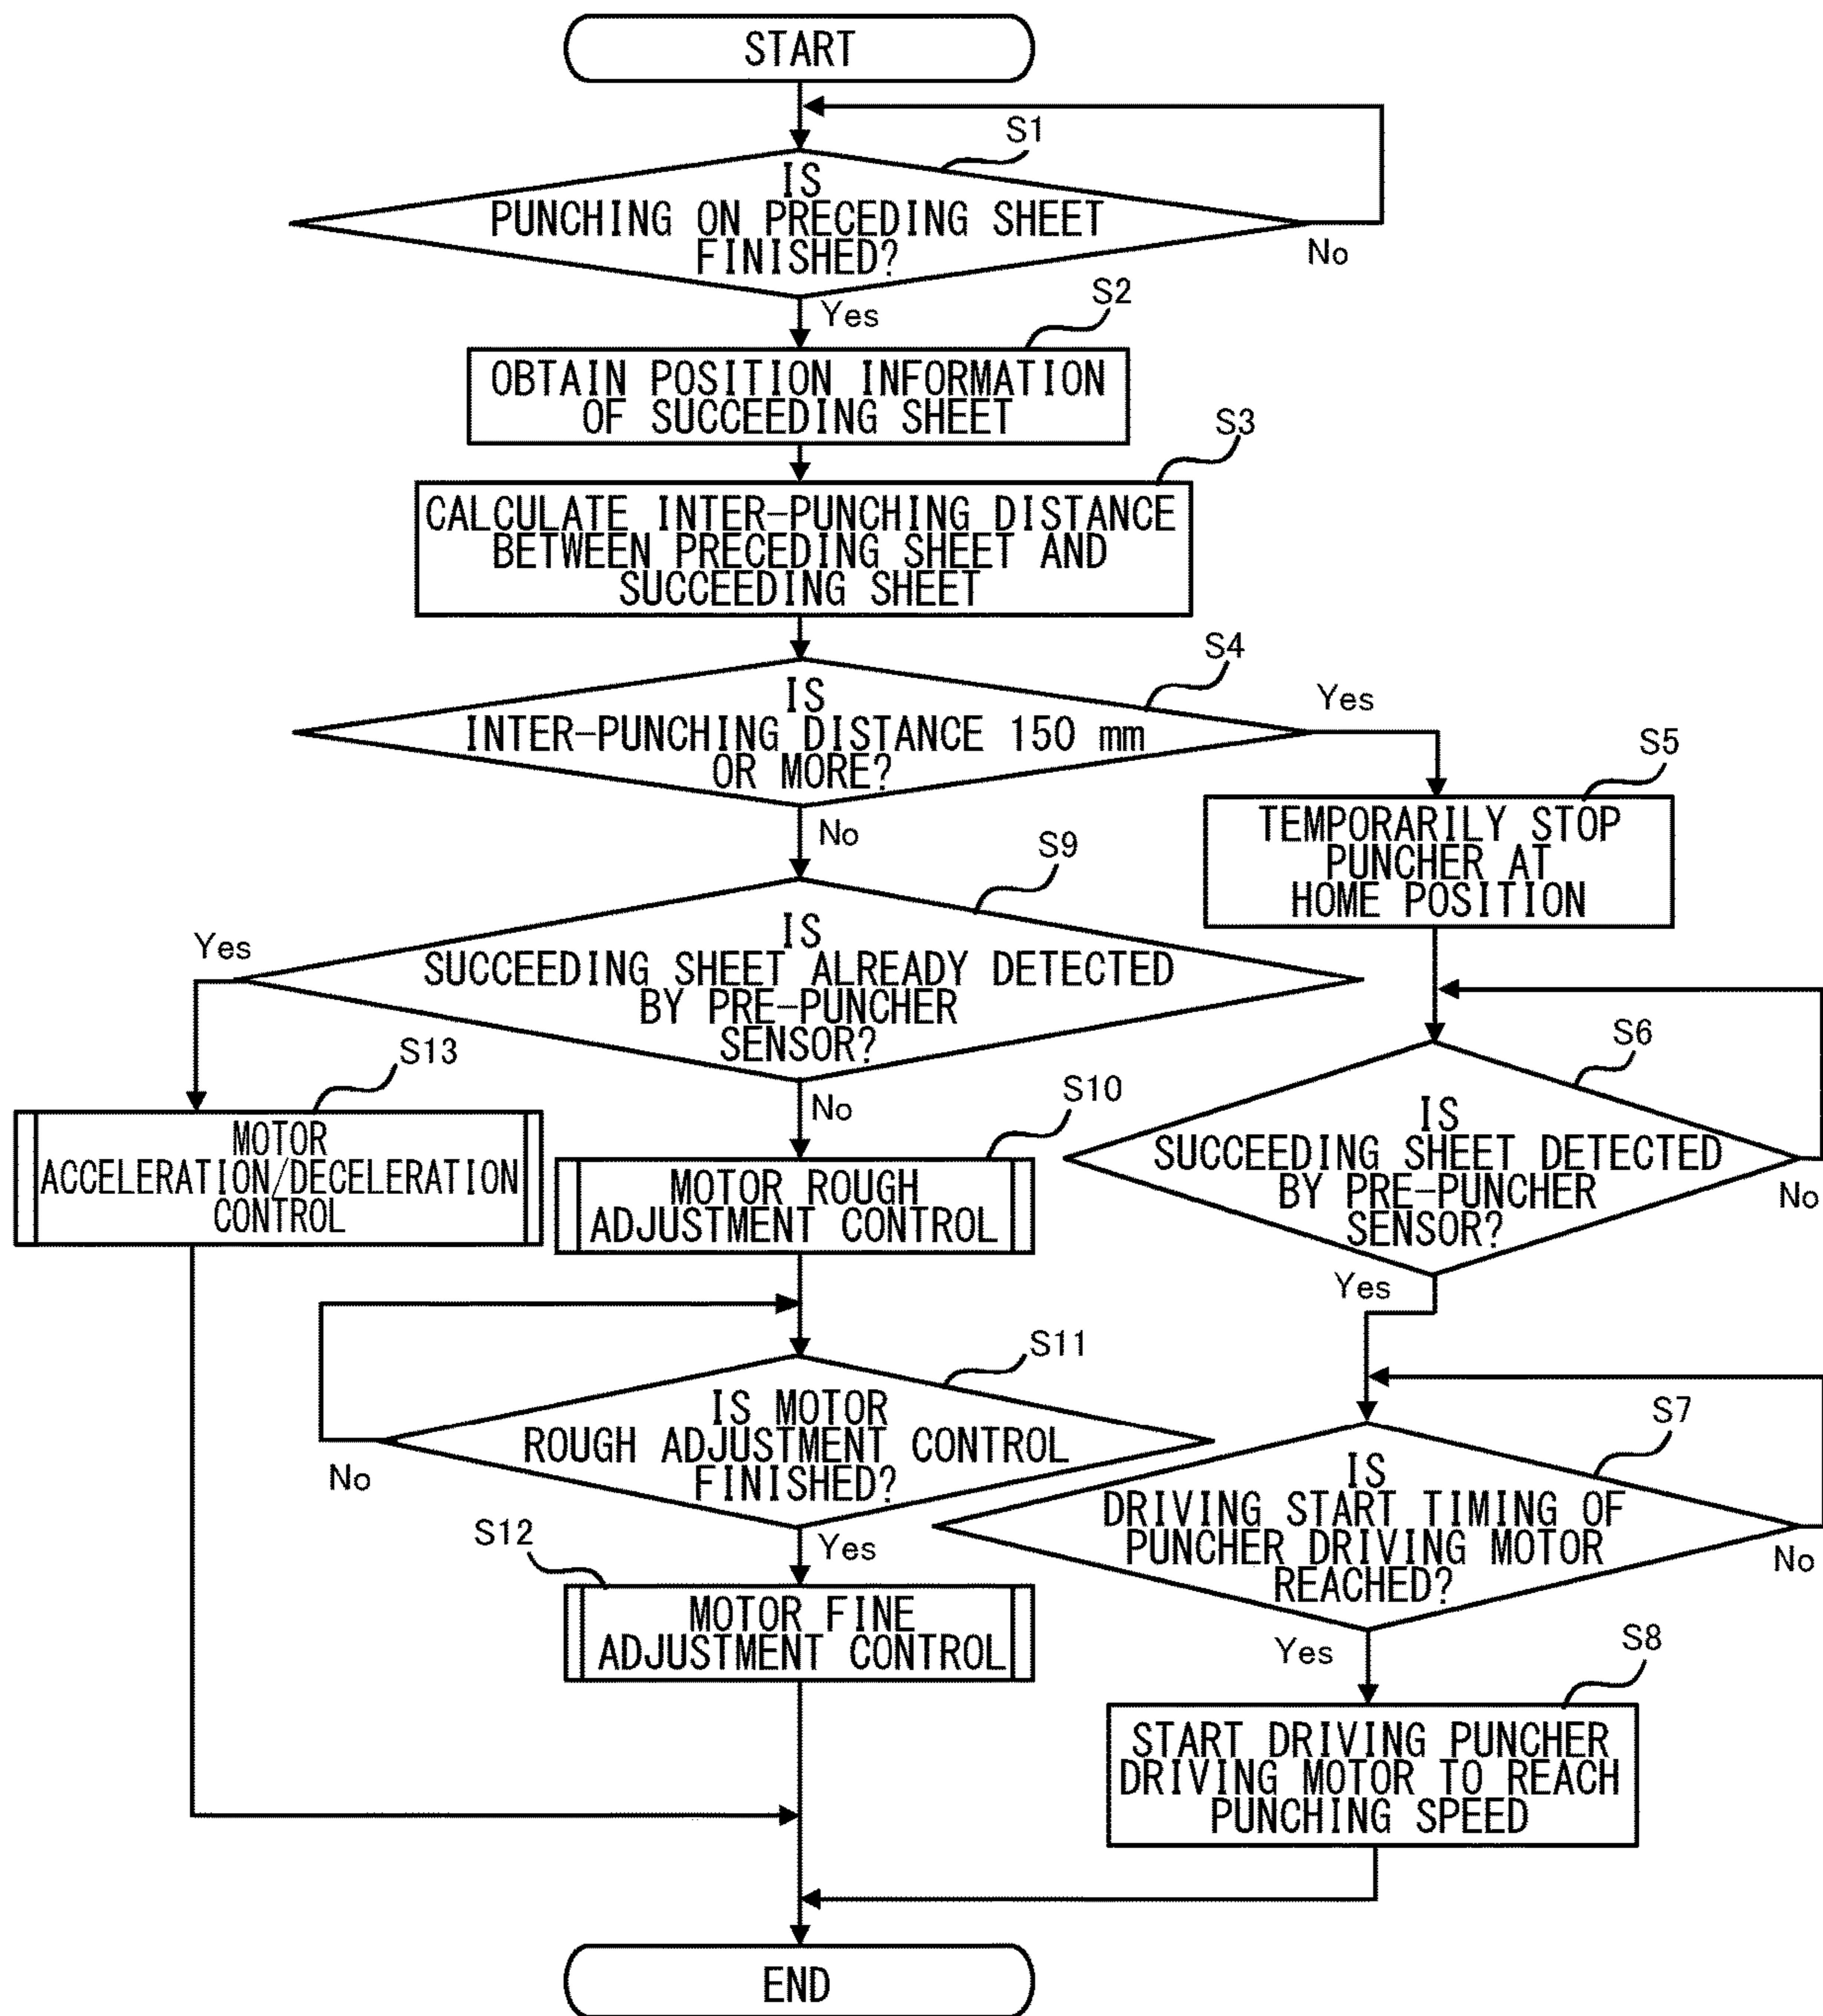 START
S1
IS
PUNCHING ON PRECEDING SHEET
FINISHED?
No
Yes
S2
OBTAIN POSITION INFORMATION
OF SUCCEEDING SHEET
S3
CALCULATE INTER-PUNCHING DISTANCE
BETWEEN PRECEDING SHEET AND
SUCCEEDING SHEET
S4
IS
INTER-PUNCHING DISTANCE 150 mm
OR MORE?
Yes
No
S5
TEMPORARILY STOP
PUNCHER AT
HOME POSITION
S9
IS
SUCCEEDING SHEET ALREADY DETECTED
BY PRE-PUNCHER
SENSOR?
Yes
No
S6
IS
SUCCEEDING SHEET DETECTED
BY PRE-PUNCHER
SENSOR?
No
Yes
S13
MOTOR
ACCELERATION/DECELERATION
CONTROL
S10
MOTOR ROUGH
ADJUSTMENT CONTROL
S11
IS MOTOR
ROUGH ADJUSTMENT CONTROL
FINISHED?
No
Yes
S7
IS
DRIVING START TIMING OF
PUNCHER DRIVING MOTOR
REACHED?
No
Yes
S12
MOTOR FINE
ADJUSTMENT CONTROL
S8
START DRIVING PUNCHER
DRIVING MOTOR TO REACH
PUNCHING SPEED
END